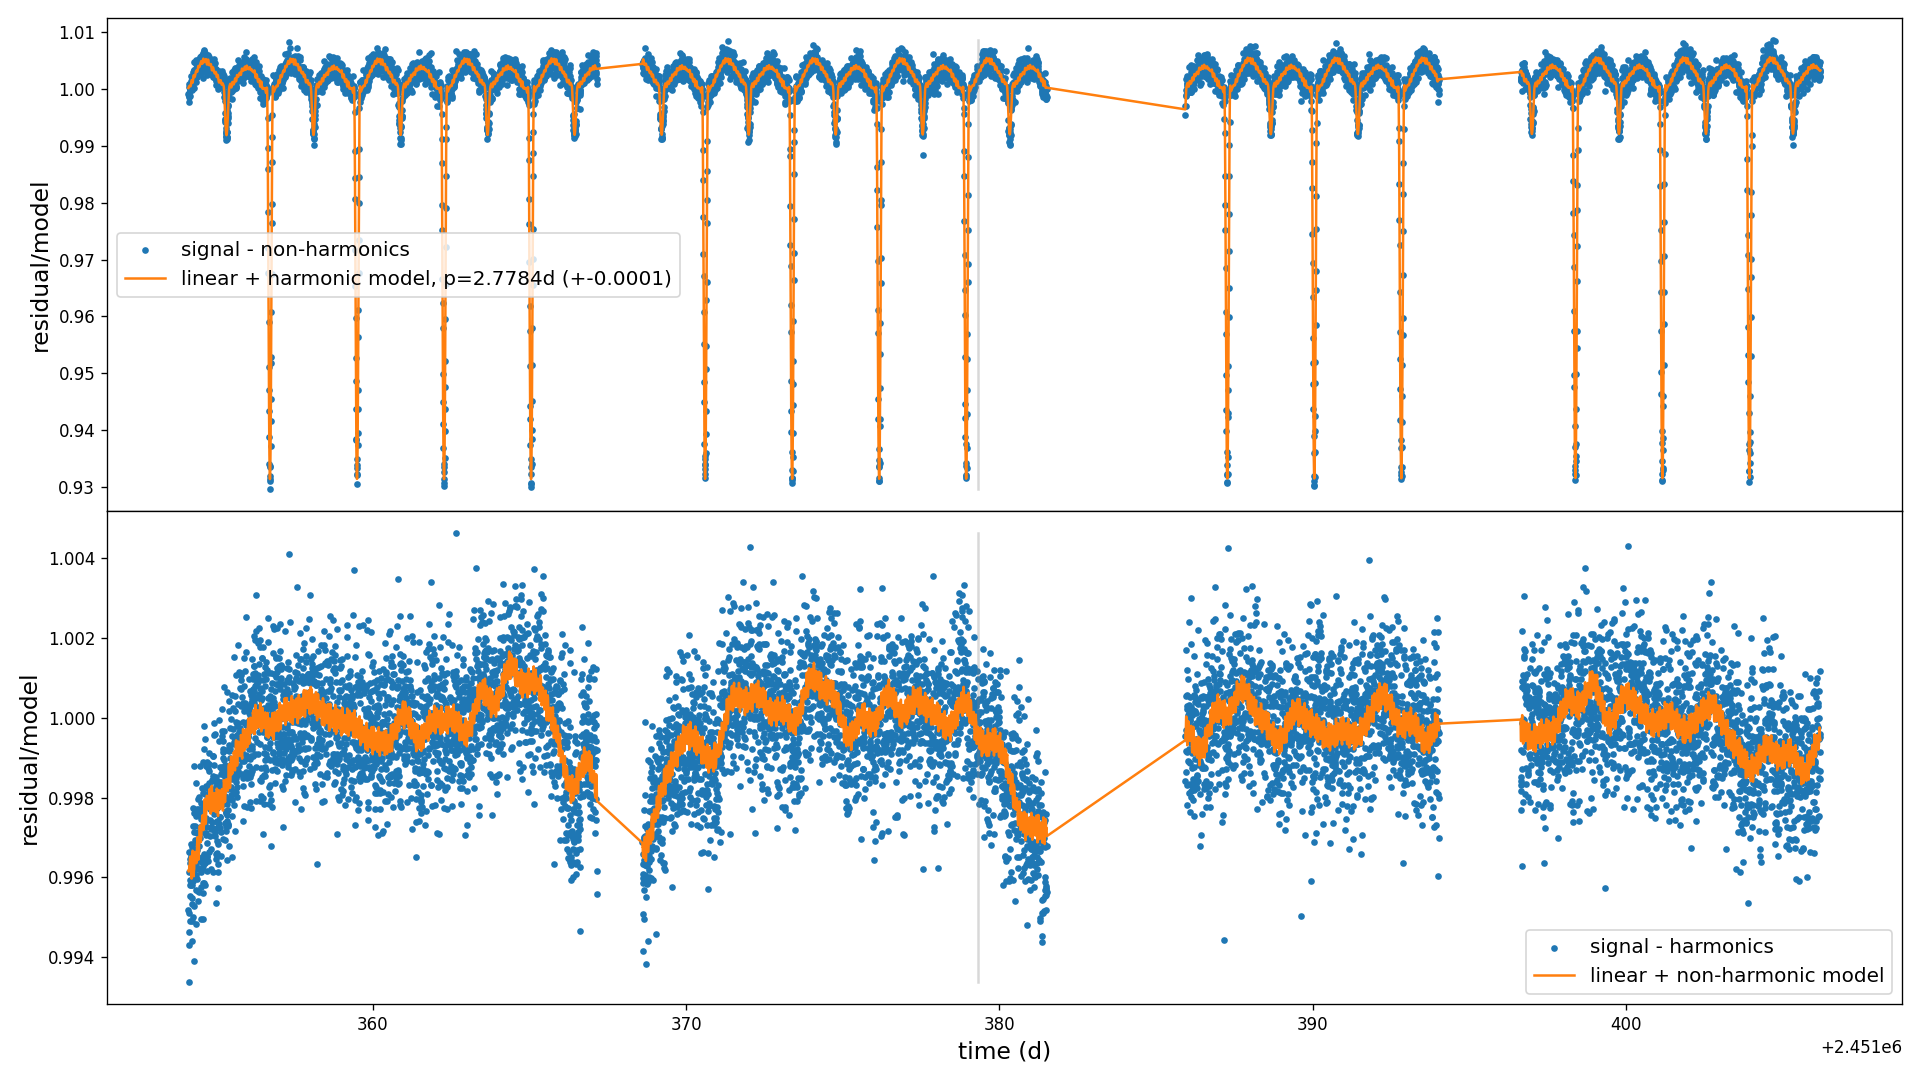 1.01
1.00
0.99
0.98
0.97
0.96
0.95
0.94
0.93
residual/model
signal - non-harmonics
linear + harmonic model, p=2.7784d (+-0.0001)
1.004
1.002
1.000
0.998
0.996
0.994
residual/model
signal - harmonics
linear + non-harmonic model
360
370
380
390
400
time (d)
+2.451e6